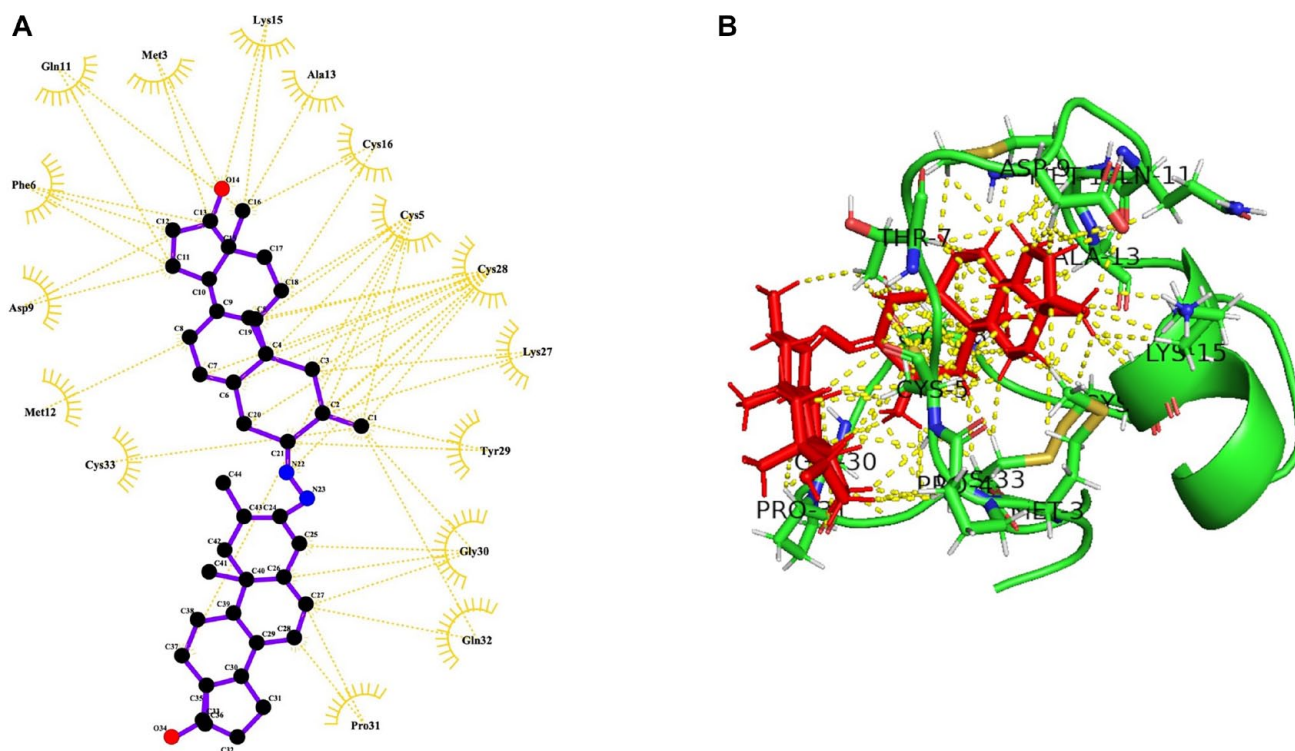 A
B
Lys15
Met3
Gln11
Ala13
Cys16
Phe6
O14
Cys5
C16
C13
C12
C17
Cys28
C11
C10
C18
Asp9
C9
C19
C8
C4
Lys27
C3
C7
C6
Met12
C2
C1
C20
C21
Tyr29
Cys33
N22
C44
N23
C43
C24
C25
C42
Gly30
C41
C40
C26
C39
C27
C38
C28
Gln32
C29
C37
C30
C35
C31
C36
O34
C32
Pro31
ASP-9
LN-11
THR-7
ALA-13
LYS-15
CYS-5
-30
-33
PRO-31
MET-3